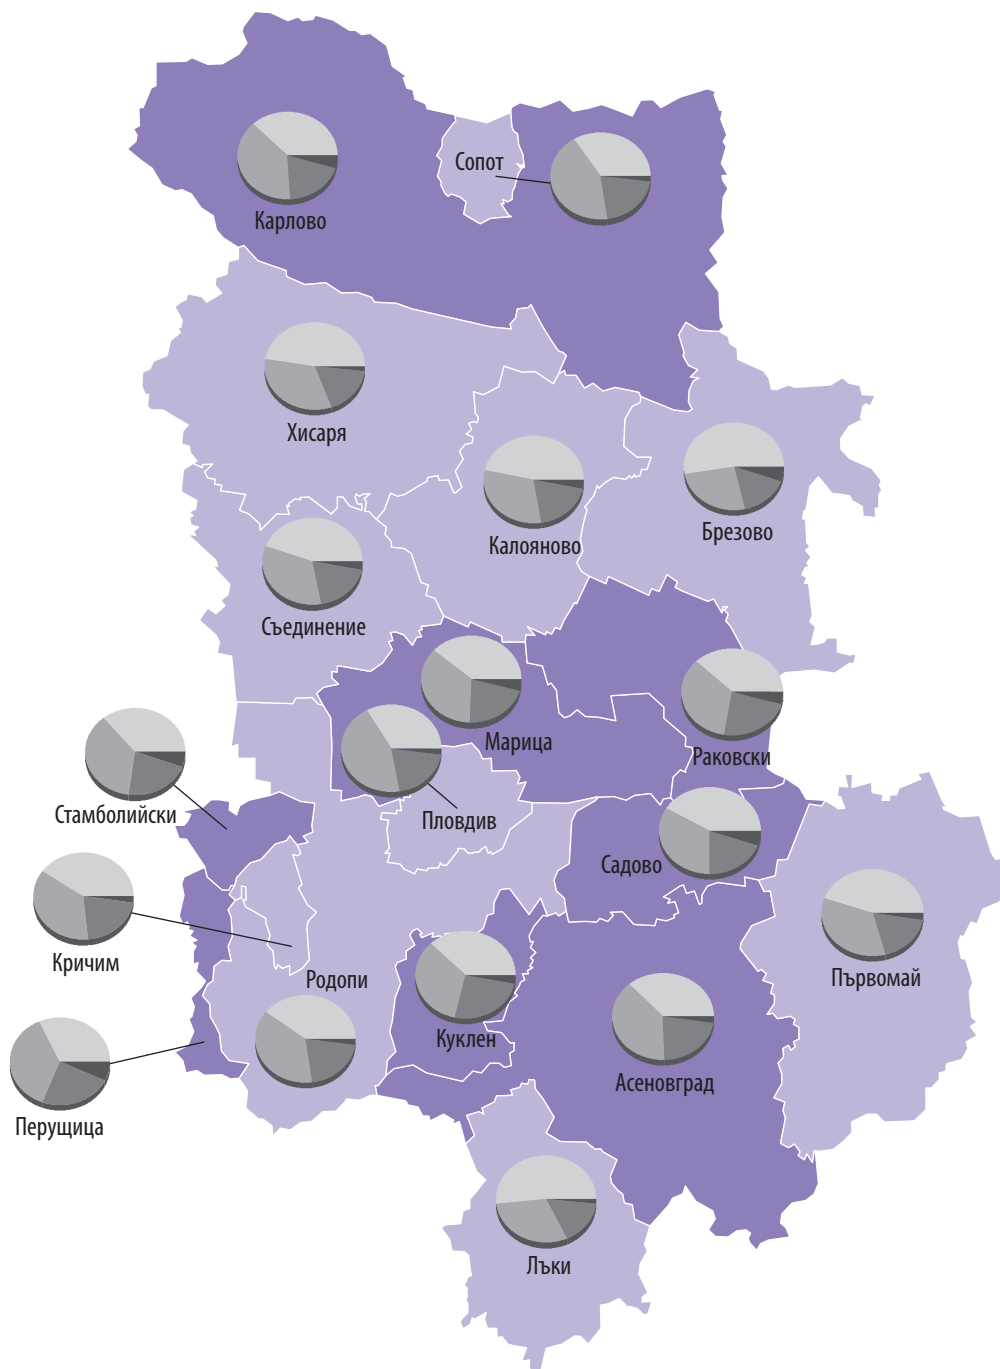 Сопот
Карлово
Хисаря
Калояново
Брезово
Съединение
Марица
Раковски
Стамболийски
Пловдив
Садово
Кричим
Родопи
Първомай
Куклен
Асеновград
Перущица
Лъки